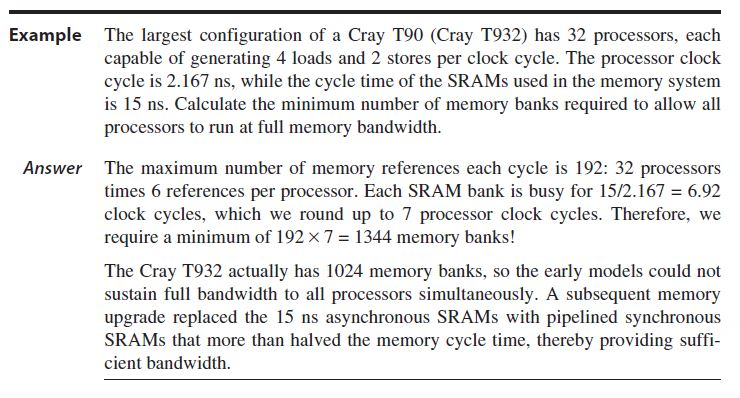 Example The largest configuration of a Cray T90 (Cray T932) has 32 processors, each
capable of generating 4 loads and 2 stores per clock cycle. The processor clock
cycle is 2.167 ns, while the cycle time of the SRAMs used in the memory system
is 15 ns. Calculate the minimum number of memory banks required to allow all
processors to run at full memory bandwidth.
Answer The maximum number of memory references each cycle is 192: 32 processors
times 6 references per processor. Each SRAM bank is busy for 15/2.167 = 6.92
clock cycles, which we round up to 7 processor clock cycles. Therefore, we
require a minimum of 192 × 7 = 1344 memory banks!
The Cray T932 actually has 1024 memory banks, so the early models could not
sustain full bandwidth to all processors simultaneously. A subsequent memory
upgrade replaced the 15 ns asynchronous SRAMs with pipelined synchronous
SRAMs that more than halved the memory cycle time, thereby providing suffi-
cient bandwidth.